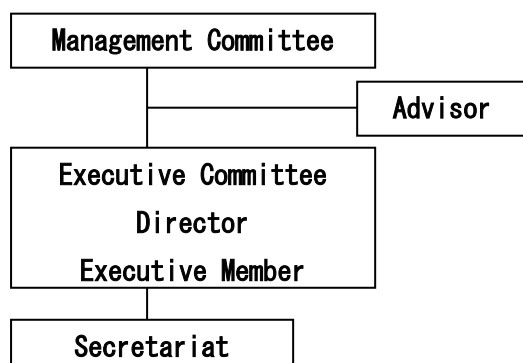 Management Committee
Advisor
Executive Committee
Director
Executive Member
Secretariat